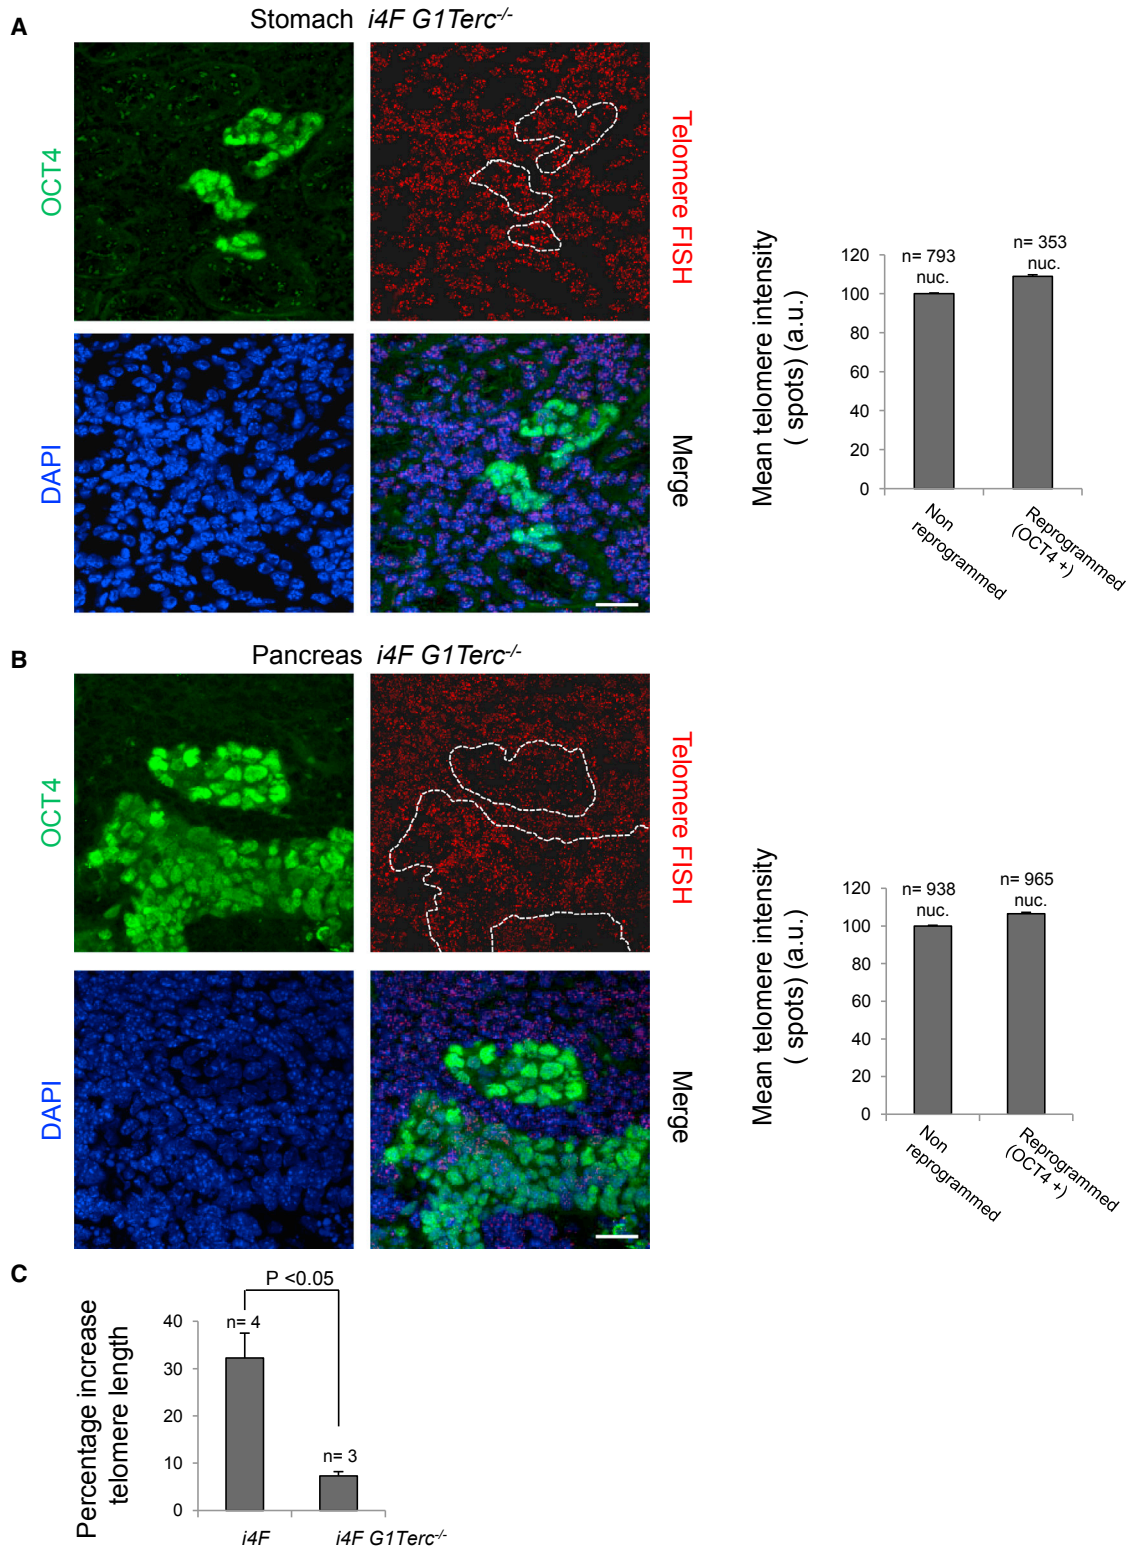 A
Stomach i4F G1Terc-/-
OCT4
Telomere FISH
DAPI
Merge
Mean telomere intensity
( spots) (a.u.)
120
100
80
60
40
20
0
n= 793
nuc.
n= 353
nuc.
Non
reprogrammed
Reprogrammed
(OCT4 +)
B
Pancreas i4F G1Terc-/-
OCT4
Telomere FISH
DAPI
Merge
Mean telomere intensity
( spots) (a.u.)
120
100
80
60
40
20
0
n= 938
nuc.
n= 965
nuc.
Non
reprogrammed
Reprogrammed
(OCT4 +)
C
Percentage increase
telomere length
40
30
20
10
0
P <0.05
n= 4
n= 3
i4F
i4F G1Terc-/-